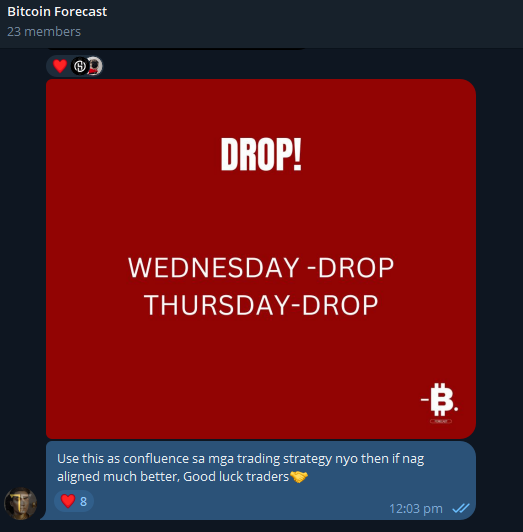 Bitcoin Forecast
23 members
DROP!
WEDNESDAY -DROP
THURSDAY-DROP
-B.
Use this as confluence sa mga trading strategy nyo then if nag
aligned much better, Good luck traders🤝
8
12:03 pm